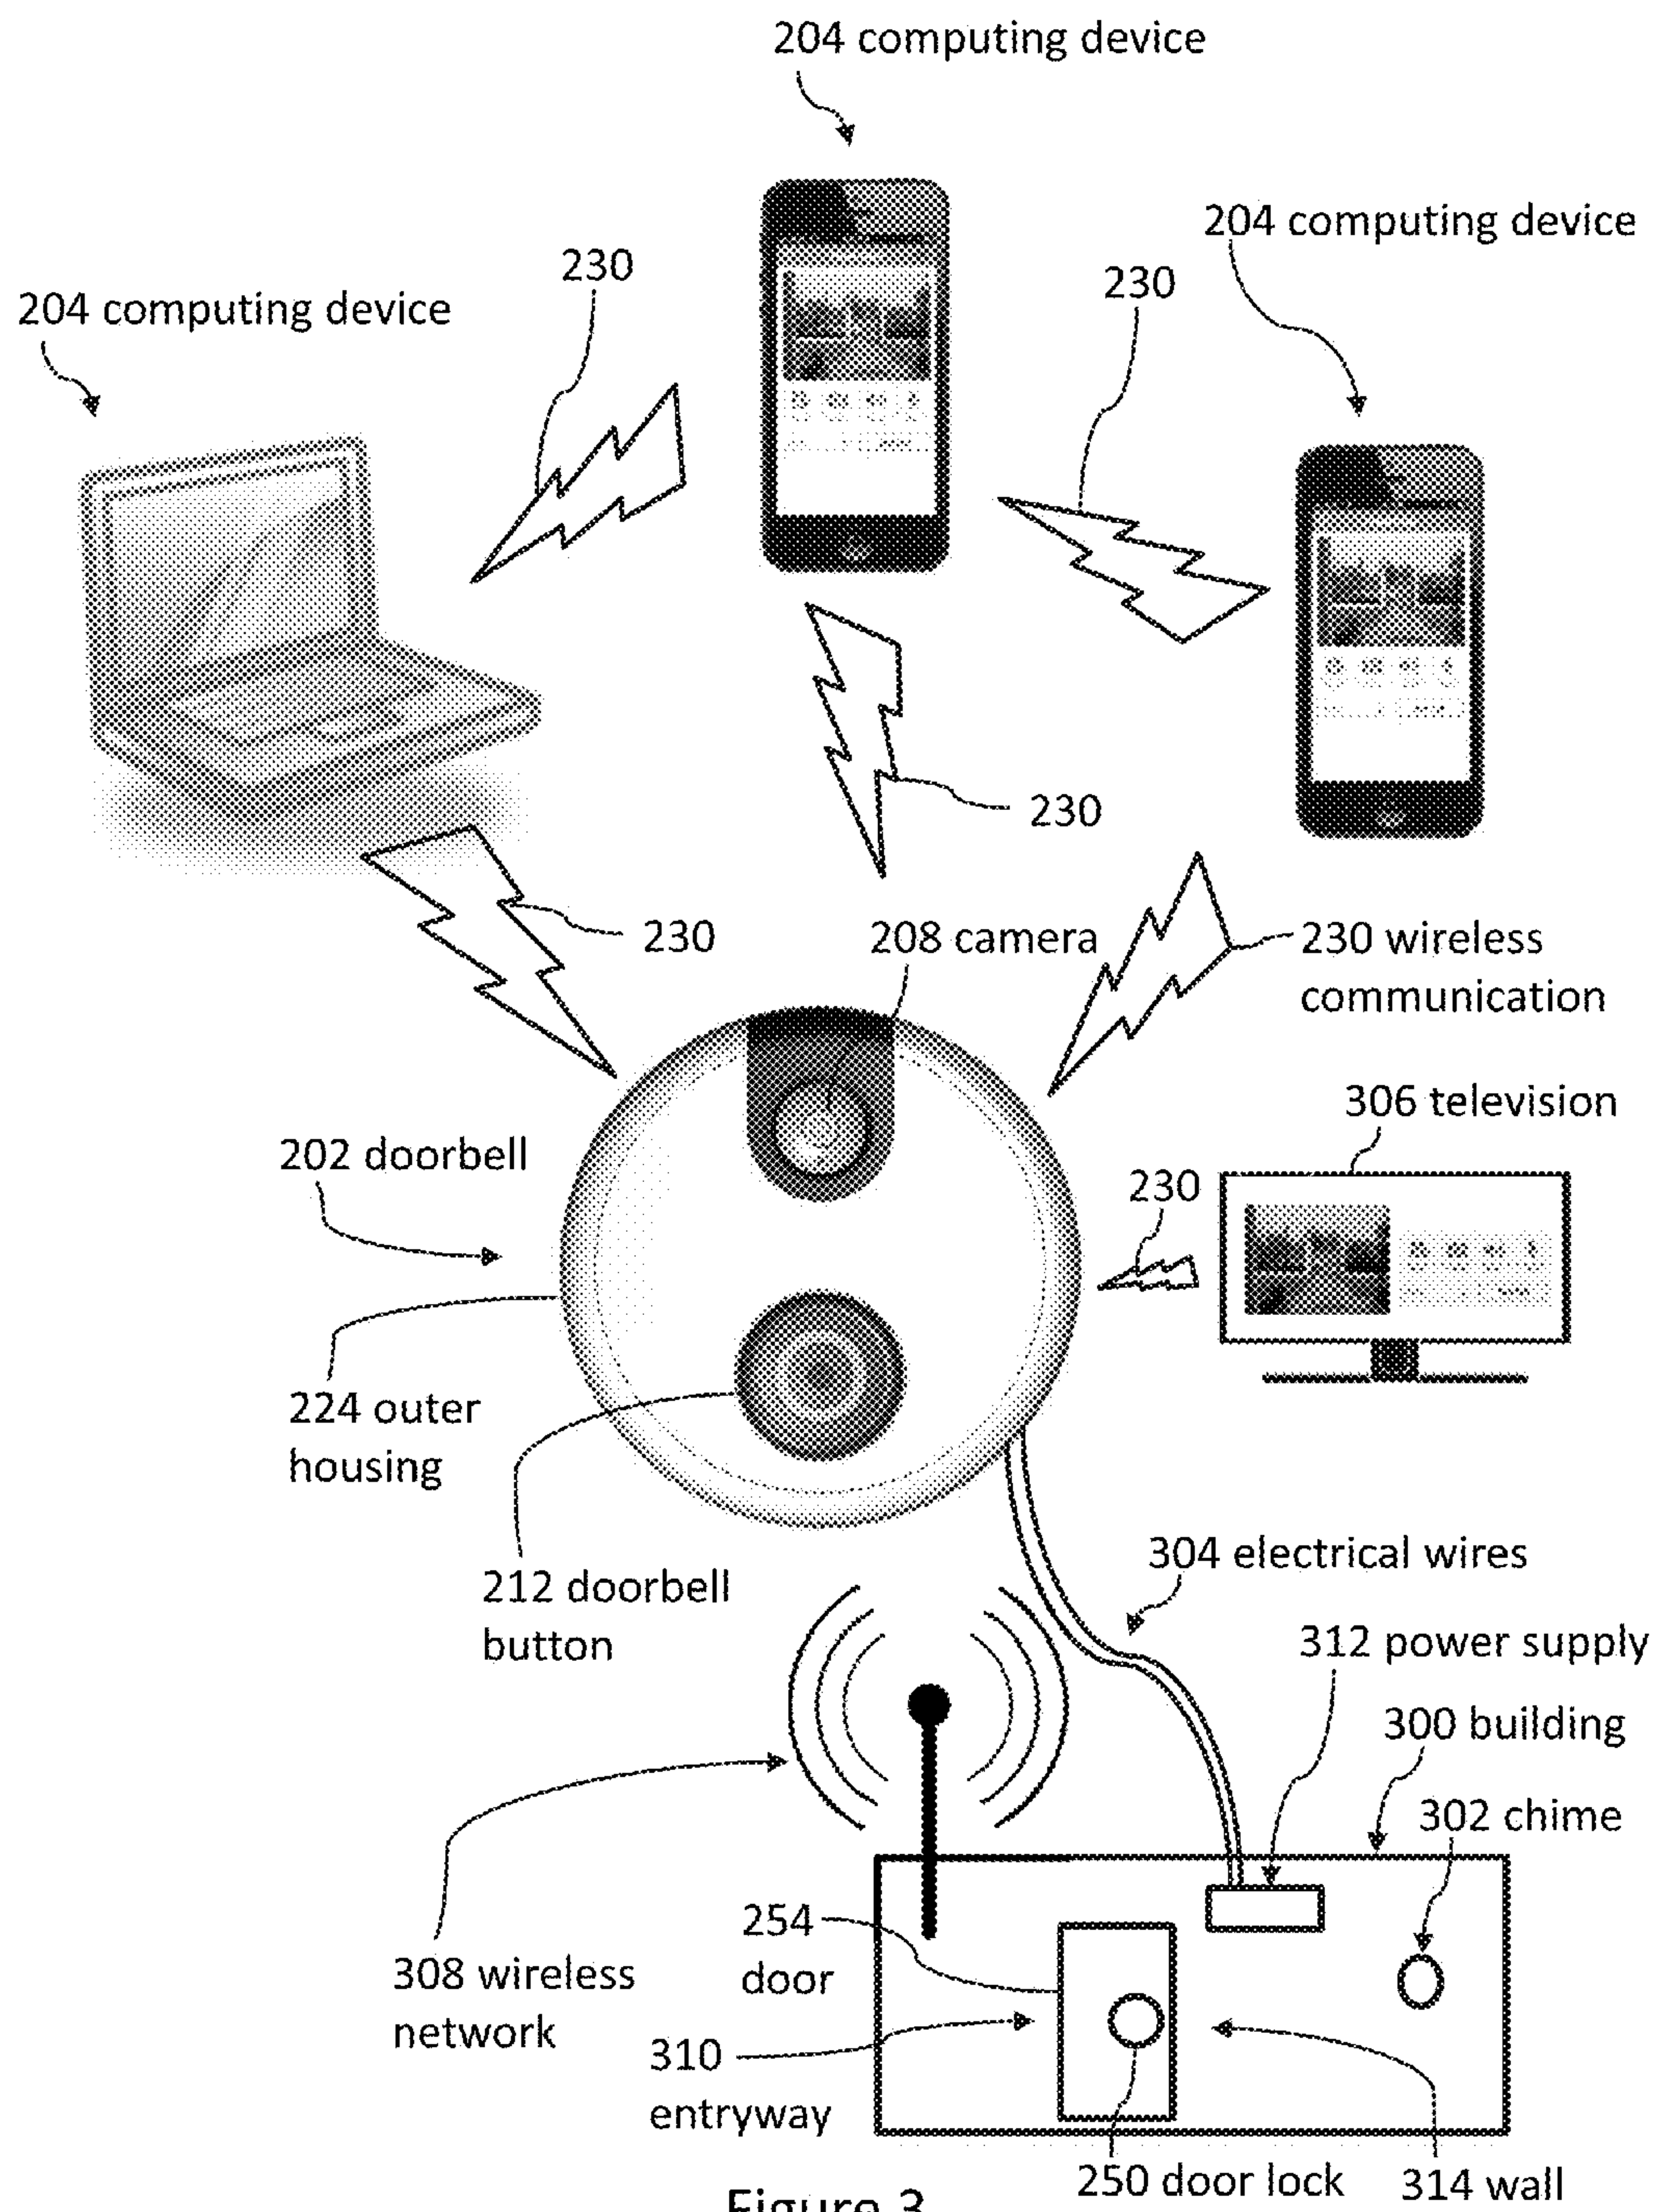 204 computing device
204 computing device
230
230
204 computing device
230
230
208 camera
230 wireless
communication
306 television
202 doorbell
230
224 outer
housing
304 electrical wires
212 doorbell
button
312 power supply
300 building
302 chime
254
door
308 wireless
network
310
entryway
250 door lock
314 wall
Figure 3